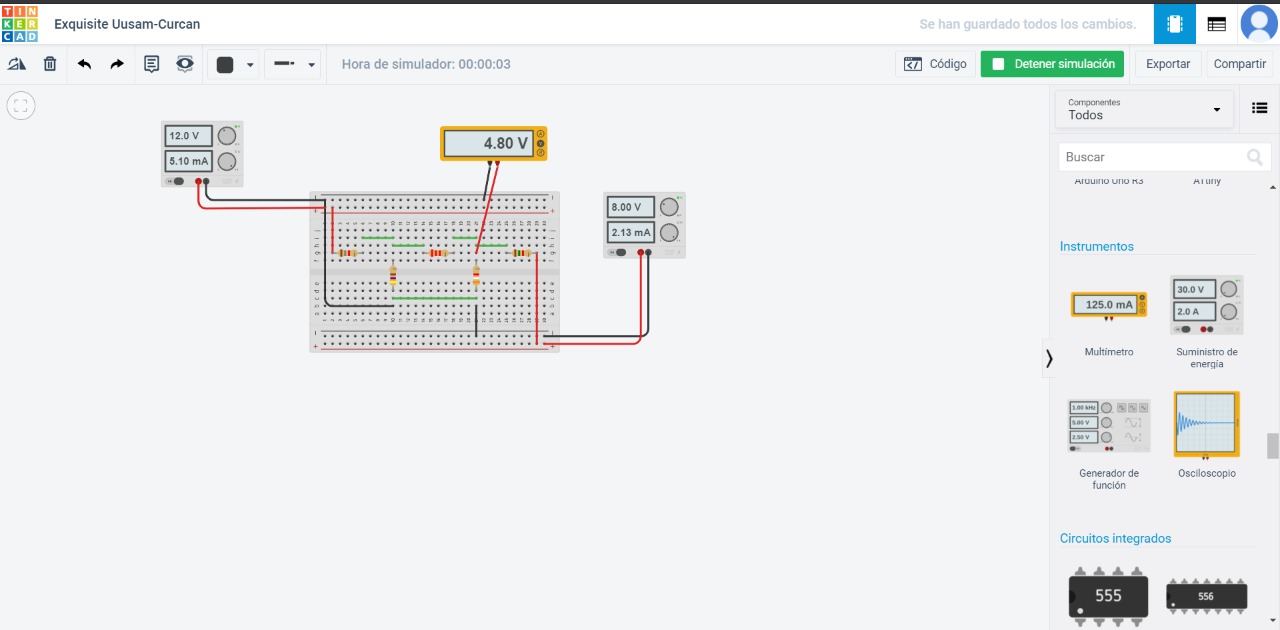 TIN
KER
CAD
Exquisite Uusam-Curcan
Se han guardado todos los cambios.
Hora de simulador: 00:00:03
Código
Detener simulación
Exportar
Compartir
12.0 V
5.10 mA
4.80 V
8.00 V
2.13 mA
Componentes
Todos
Buscar
Arduino Uno R3
ATtiny
Instrumentos
125.0 mA
30.0 V
2.0 A
Multímetro
Suministro de
energía
1.00 kHz
5.00 V
2.50 V
Generador de
función
Osciloscopio
Circuitos integrados
555
556